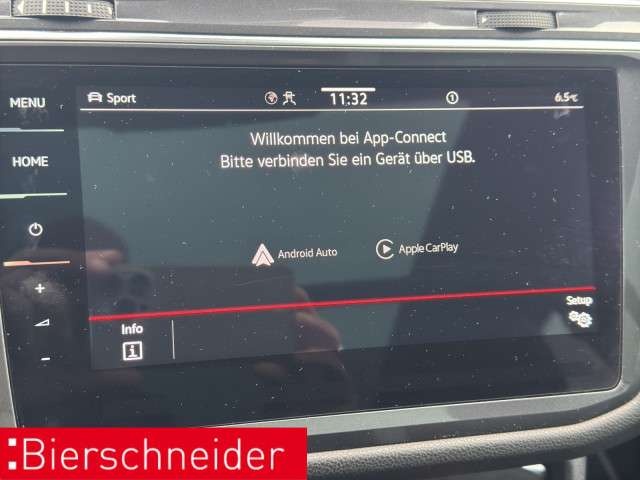 MENU
Sport
11:32
6.5°C
HOME
Willkommen bei App-Connect
Bitte verbinden Sie ein Gerät über USB.
Android Auto
Apple CarPlay
Setup
Info
Bierschneider